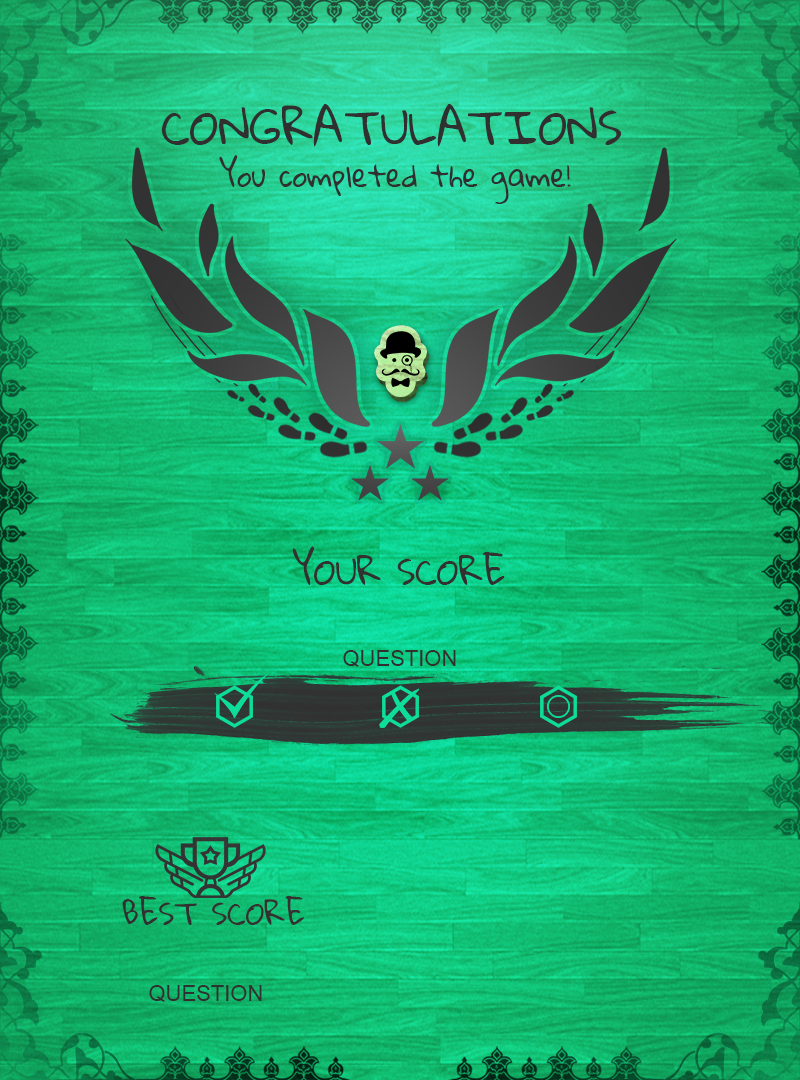 CONGRATULATIONS
You completed the game!
YOUR SCORE
QUESTION
BEST SCORE
QUESTION